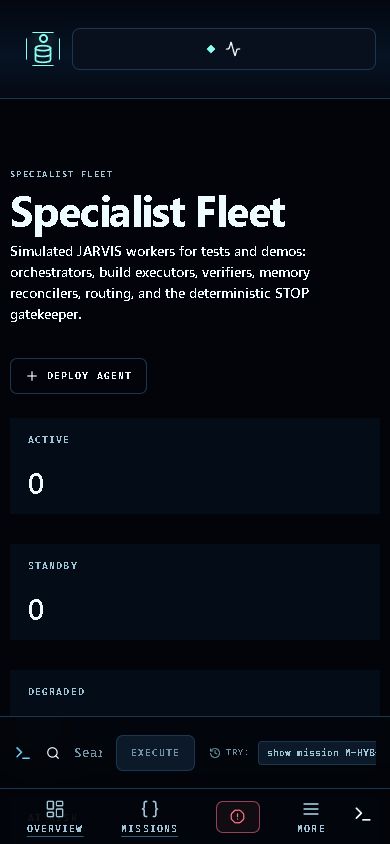 SPECIALIST FLEET
Specialist Fleet
Simulated JARVIS workers for tests and demos:
orchestrators, build executors, verifiers, memory
reconcilers, routing, and the deterministic STOP
gatekeeper.
DEPLOY AGENT
ACTIVE
0
STANDBY
0
DEGRADED
Sear
EXECUTE
TRY:
show mission M-HYB
OVERVIEW
MISSIONS
MORE